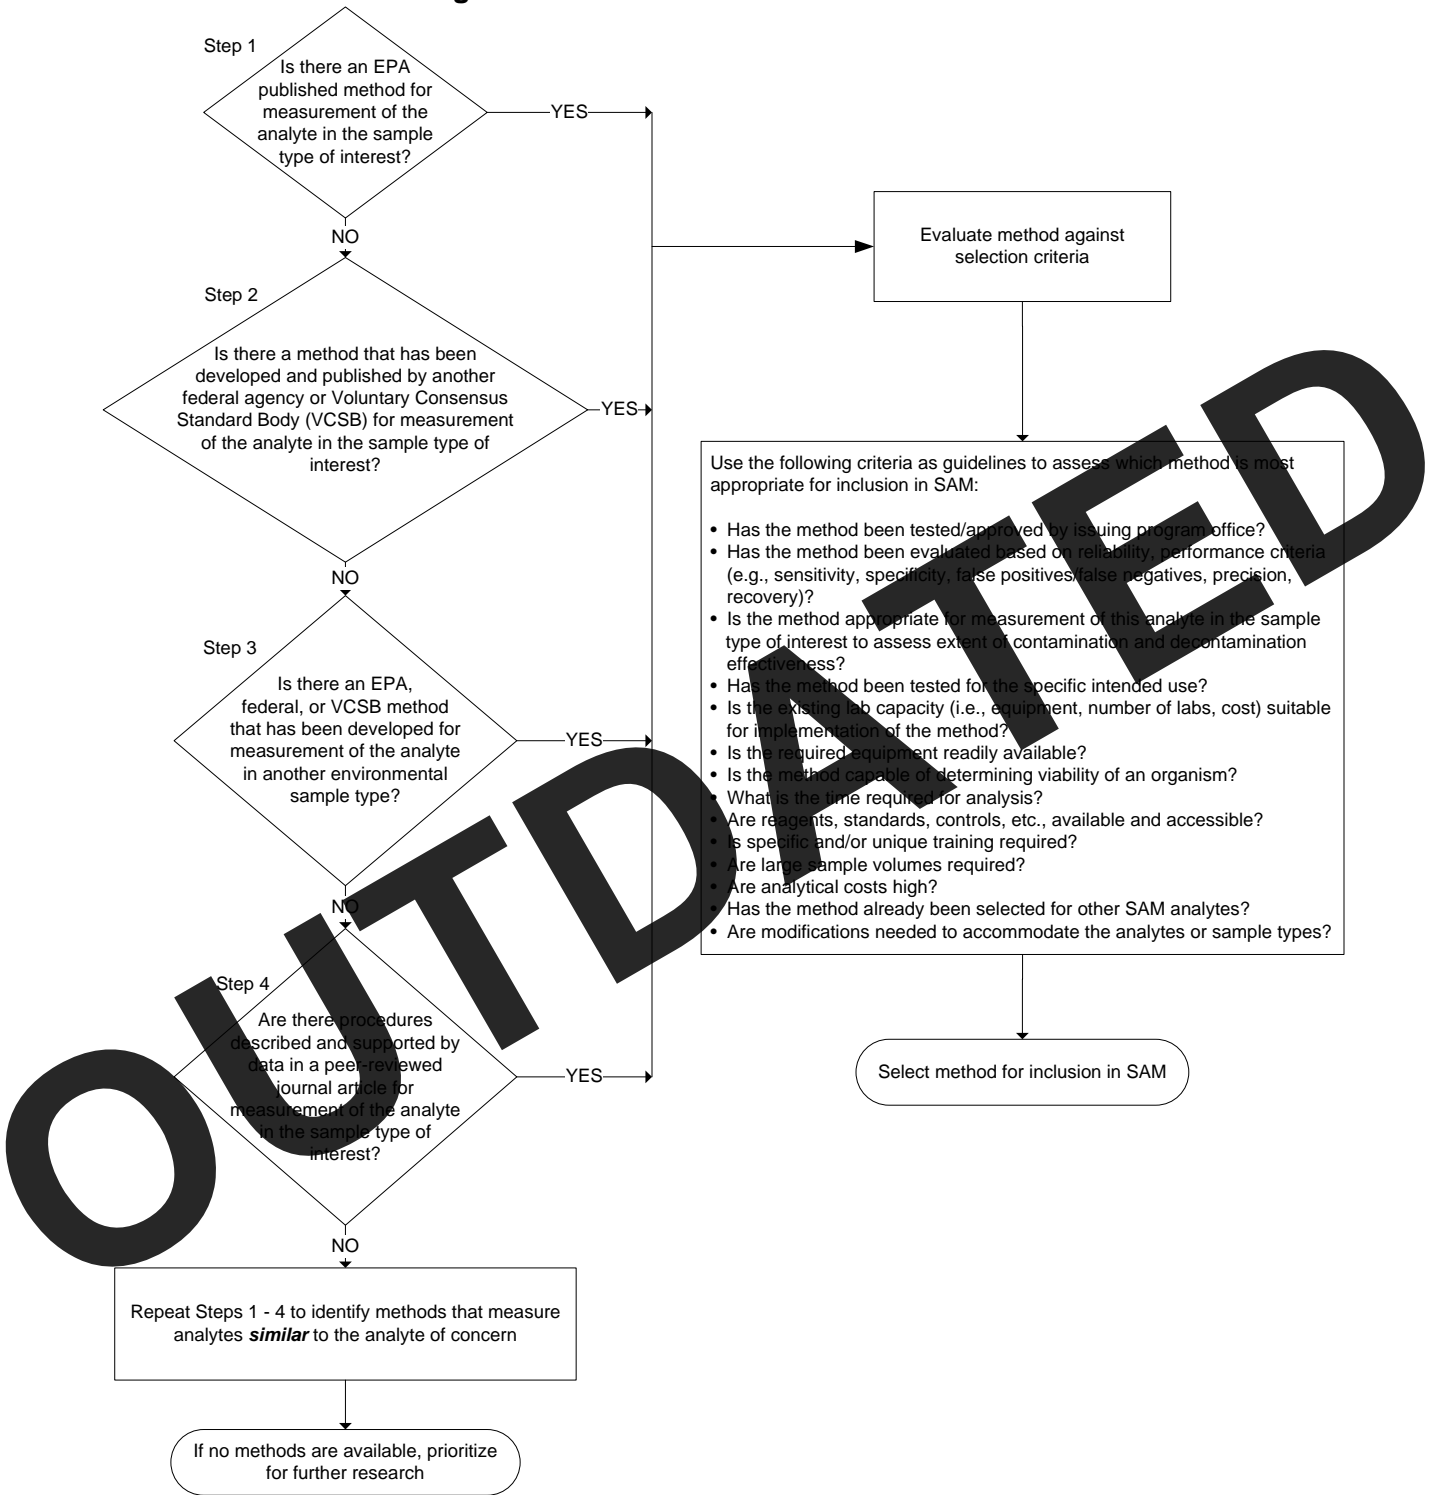 Step 1
Is there an EPA
published method for
measurement of the
analyte in the sample
type of interest?
YES
NO
Step 2
Is there a method that has been
developed and published by another
federal agency or Voluntary Consensus
Standard Body (VCSB) for measurement
of the analyte in the sample type of
interest?
YES
NO
Step 3
Is there an EPA,
federal, or VCSB method
that has been developed for
measurement of the analyte
in another environmental
sample type?
YES
NO
Step 4
Are there procedures
described and supported by
data in a peer-reviewed
journal article for
measurement of the analyte
in the sample type of
interest?
YES
NO
Repeat Steps 1 - 4 to identify methods that measure
analytes similar to the analyte of concern
If no methods are available, prioritize
for further research
Evaluate method against
selection criteria
Use the following criteria as guidelines to assess which method is most
appropriate for inclusion in SAM:
• Has the method been tested/approved by issuing program office?
• Has the method been evaluated based on reliability, performance criteria
(e.g., sensitivity, specificity, false positives/false negatives, precision,
recovery)?
• Is the method appropriate for measurement of this analyte in the sample
type of interest to assess extent of contamination and decontamination
effectiveness?
• Has the method been tested for the specific intended use?
• Is the existing lab capacity (i.e., equipment, number of labs, cost) suitable
for implementation of the method?
• Is the required equipment readily available?
• Is the method capable of determining viability of an organism?
• What is the time required for analysis?
• Are reagents, standards, controls, etc., available and accessible?
• Is specific and/or unique training required?
• Are large sample volumes required?
• Are analytical costs high?
• Has the method already been selected for other SAM analytes?
• Are modifications needed to accommodate the analytes or sample types?
Select method for inclusion in SAM
OUTDATED